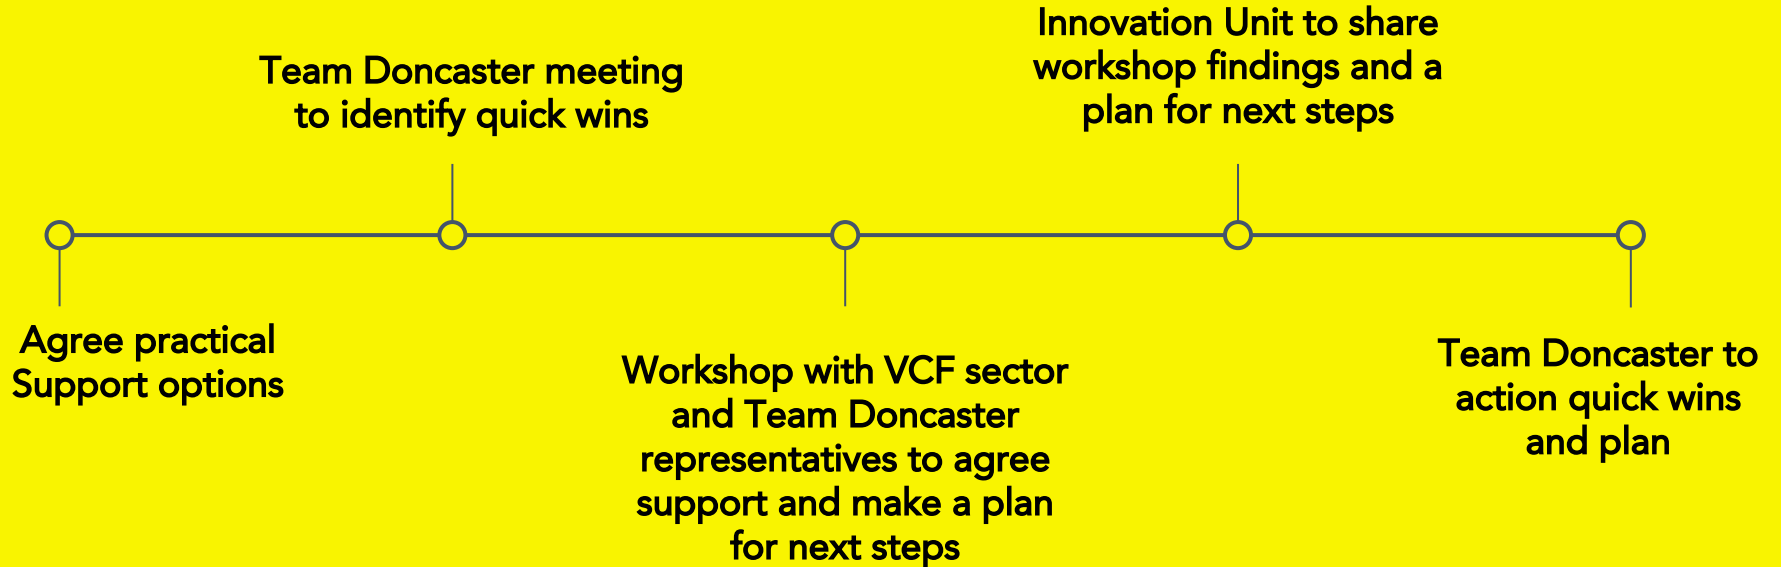 Agree practical
Support options
Team Doncaster meeting
to identify quick wins
Workshop with VCF sector
and Team Doncaster
representatives to agree
support and make a plan
for next steps
Innovation Unit to share
workshop findings and a
plan for next steps
Team Doncaster to
action quick wins
and plan